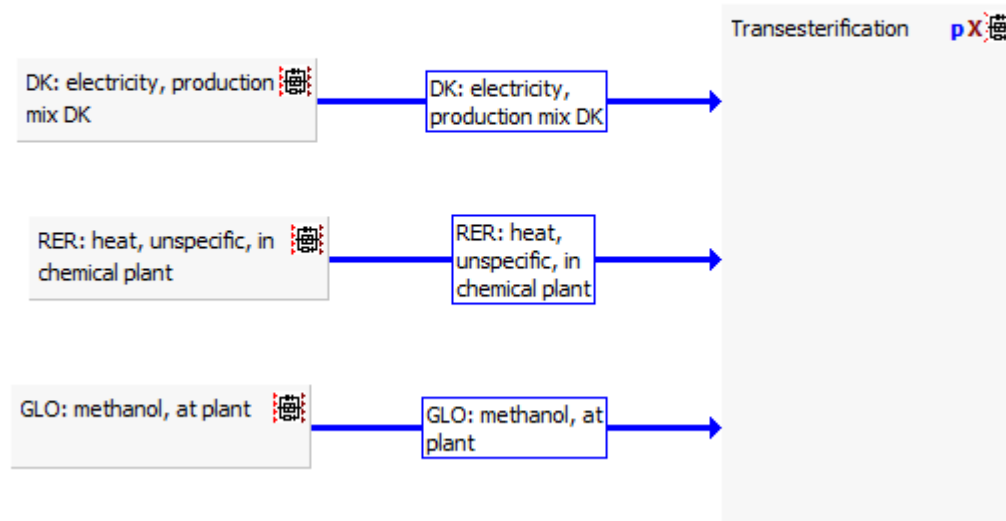 Transesterification
pX
DK: electricity, production
mix DK
DK: electricity,
production mix DK
RER: heat, unspecific, in
chemical plant
RER: heat,
unspecific, in
chemical plant
GLO: methanol, at plant
GLO: methanol, at
plant